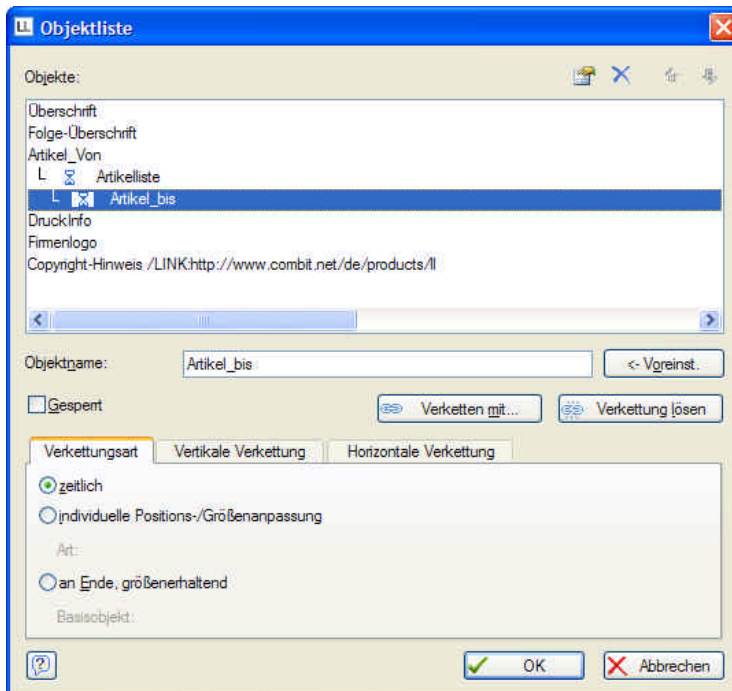 LL Objektliste
Objekte:
Überschrift
Folge-Überschrift
Artikel_Von
Artikelliste
Artikel_bis
DruckInfo
Firmenlogo
Copyright-Hinweis /LINK:http://www.combit.net/de/products/ll
Objektname: Artikel_bis <- Voreinst.
Gesperrt Verketten mit... Verkettung lösen
Verkettungsart Vertikale Verkettung Horizontale Verkettung
zeitlich
individuelle Positions-/Größenanpassung
Art:
an Ende, größenerhaltend
Basisobjekt:
? OK Abbrechen